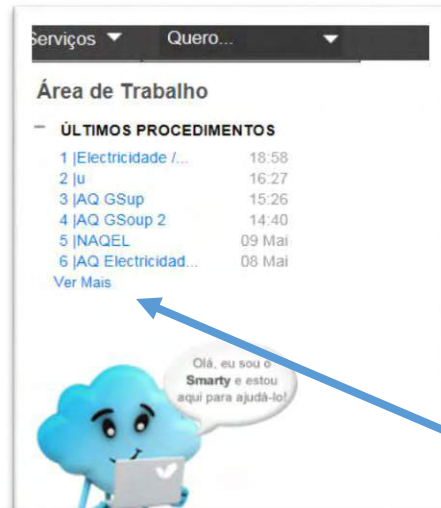 Serviços Quero...
Área de Trabalho
ÚLTIMOS PROCEDIMENTOS
1 |Electricidade /... 18:58
2 |u 16:27
3 |AQ GSup 15:26
4 |AQ GSoup 2 14:40
5 |NAQEL 09 Mai
6 |AQ Electricidad... 08 Mai
Ver Mais
Olá, eu sou o
Smarty e estou
aqui para ajudá-lo!